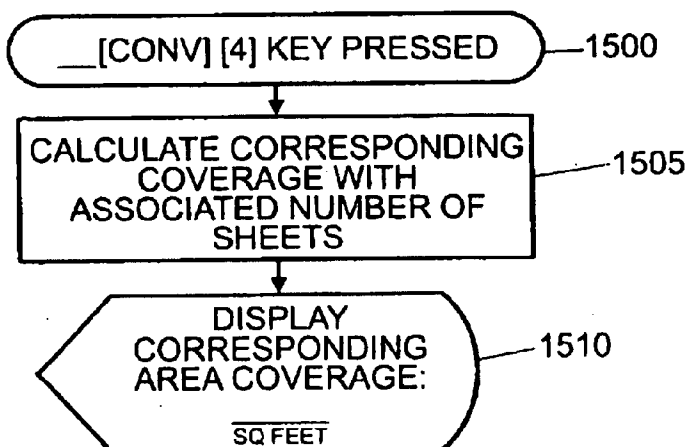 __[CONV] [4] KEY PRESSED
1500
CALCULATE CORRESPONDING
COVERAGE WITH
ASSOCIATED NUMBER OF
SHEETS
1505
DISPLAY
CORRESPONDING
AREA COVERAGE:
SQ FEET
1510